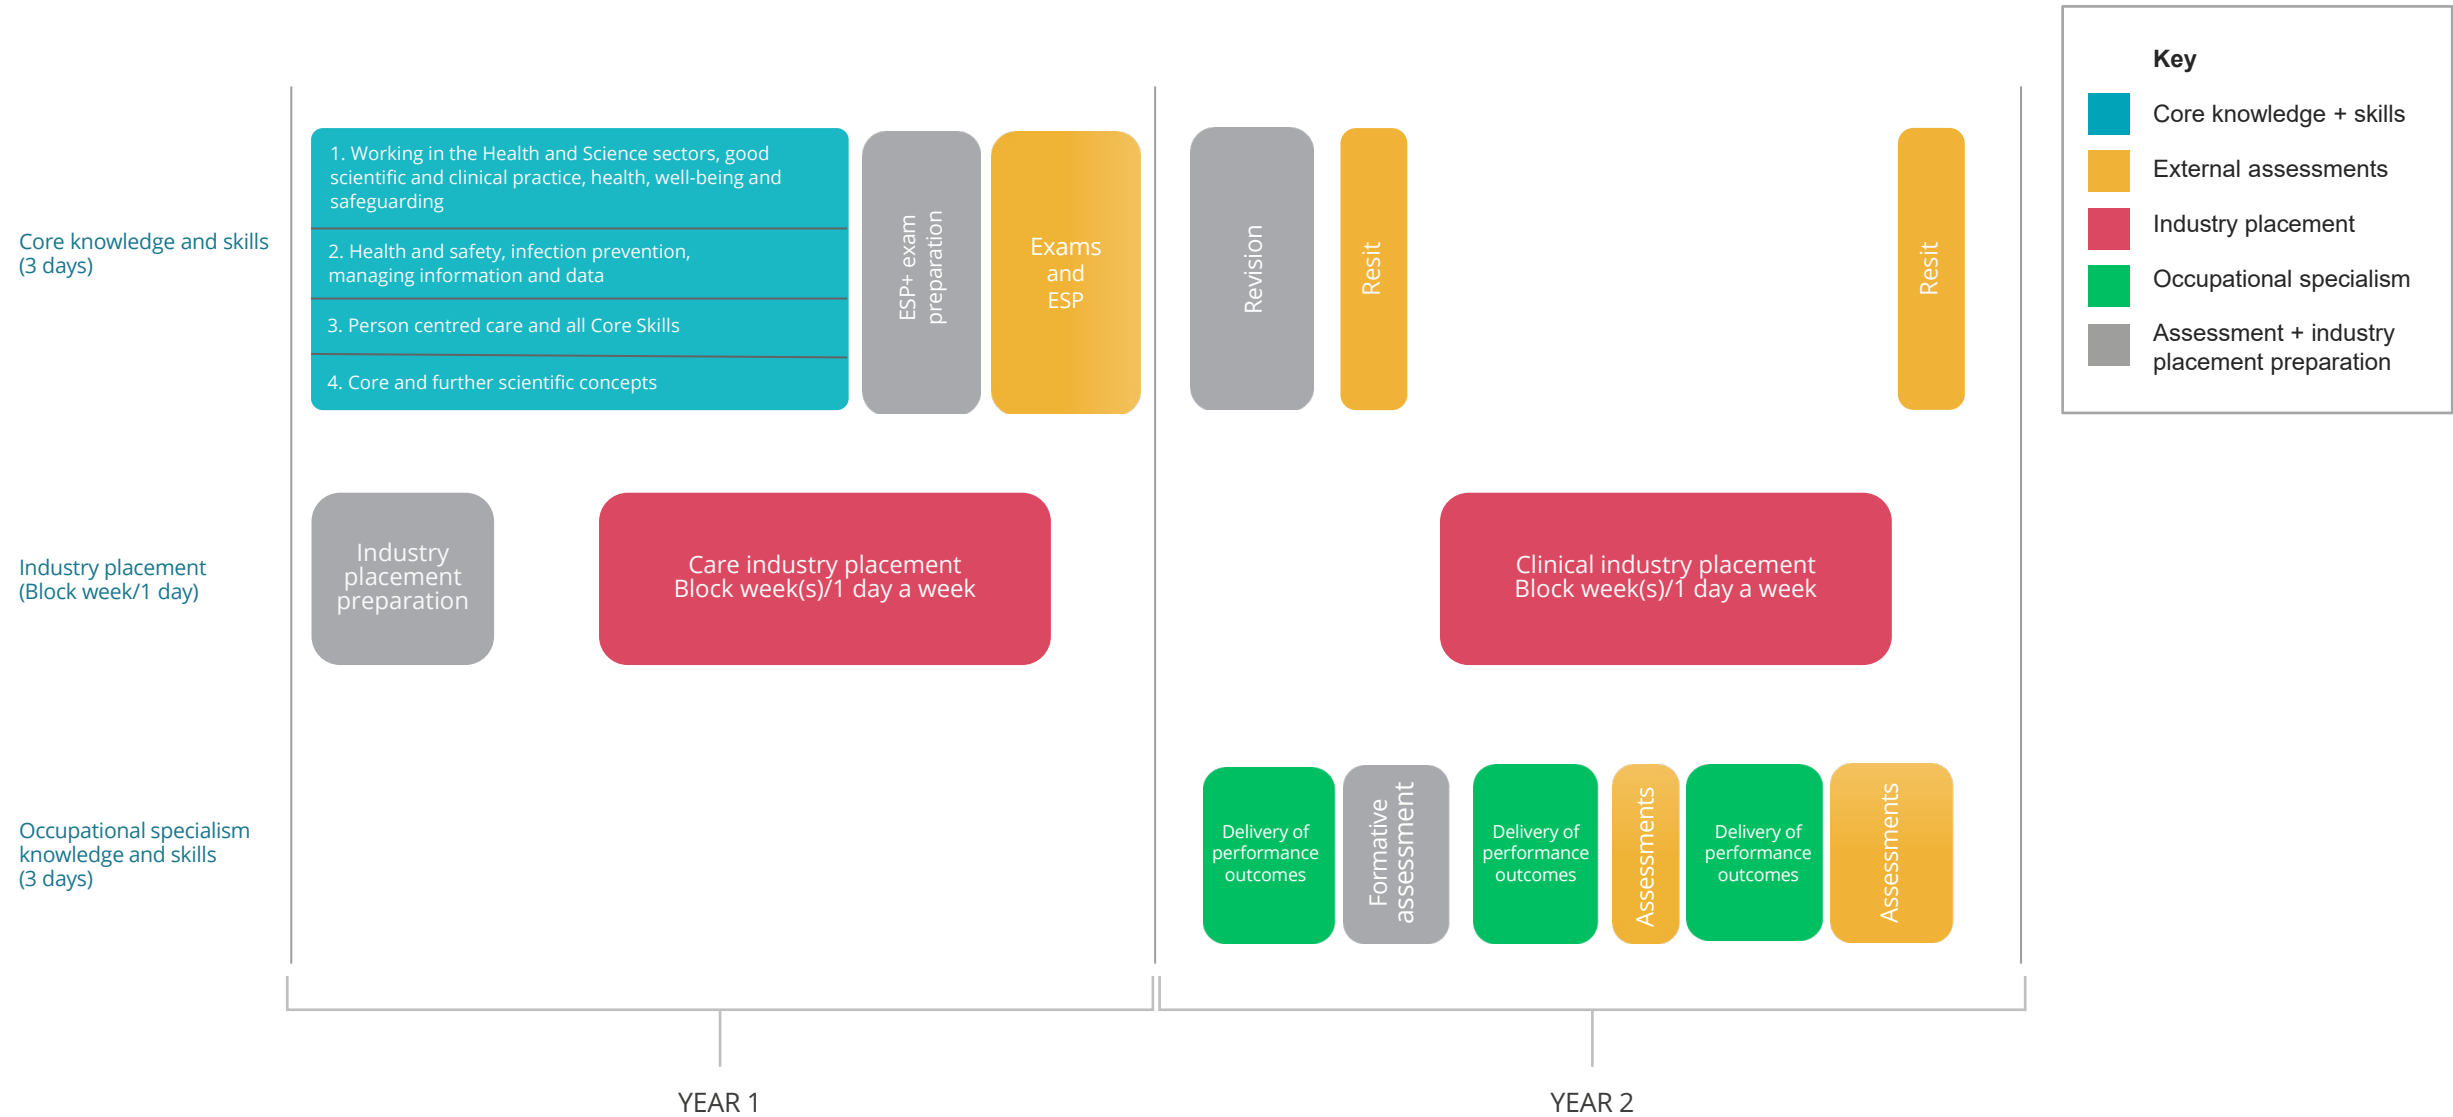 Key
Core knowledge + skills
External assessments
Industry placement
Occupational specialism
Assessment + industry
placement preparation
Core knowledge and skills
(3 days)
1. Working in the Health and Science sectors, good
scientific and clinical practice, health, well-being and
safeguarding
2. Health and safety, infection prevention,
managing information and data
3. Person centred care and all Core Skills
4. Core and further scientific concepts
ESP+ exam
preparation
Exams
and
ESP
Revision
Resit
Resit
Industry placement
(Block week/1 day)
Industry
placement
preparation
Care industry placement
Block week(s)/1 day a week
Clinical industry placement
Block week(s)/1 day a week
Occupational specialism
knowledge and skills
(3 days)
Delivery of
performance
outcomes
Formative
assessment
Delivery of
performance
outcomes
Assessments
Delivery of
performance
outcomes
Assessments
YEAR 1
YEAR 2